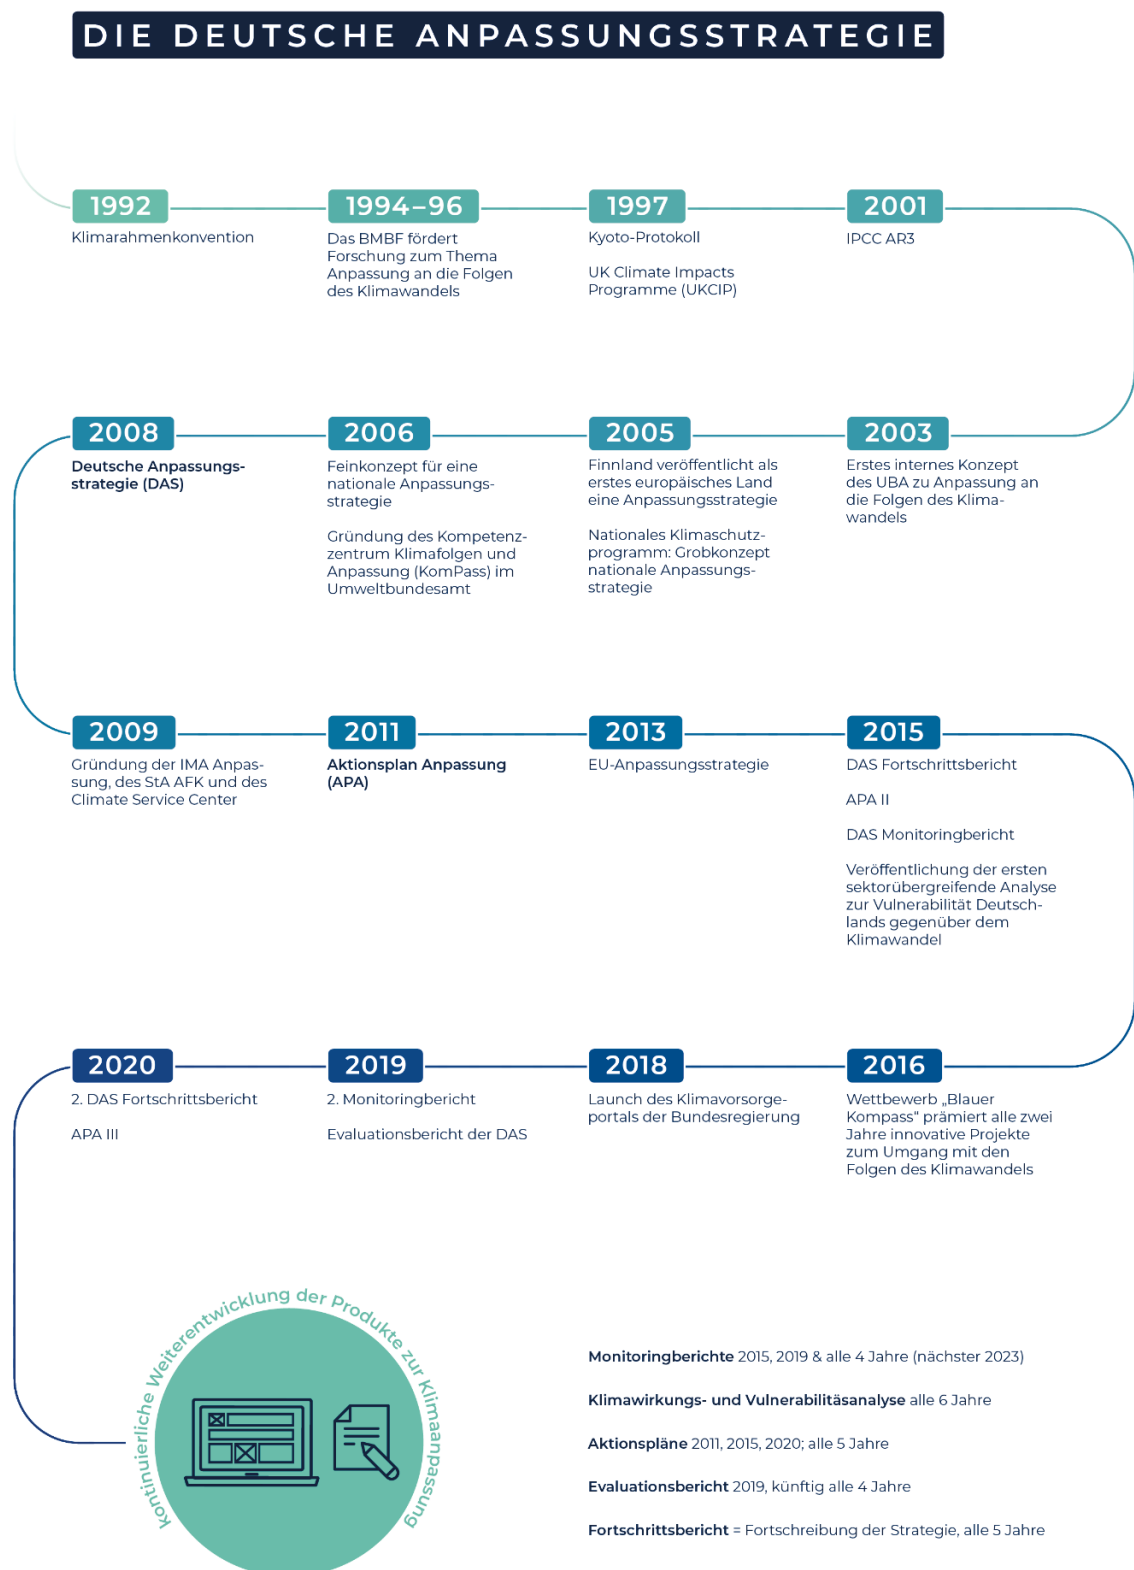 DIE DEUTSCHE ANPASSUNGSSTRATEGIE
1992
Klimarahmenkonvention
1994–96
Das BMBF fördert
Forschung zum Thema
Anpassung an die Folgen
des Klimawandels
1997
Kyoto-Protokoll
UK Climate Impacts
Programme (UKCIP)
2001
IPCC AR3
2008
Deutsche Anpassungs-
strategie (DAS)
2006
Feinkonzept für eine
nationale Anpassungs-
strategie
Gründung des Kompetenz-
zentrum Klimafolgen und
Anpassung (KomPass) im
Umweltbundesamt
2005
Finnland veröffentlicht als
erstes europäisches Land
eine Anpassungsstrategie
Nationales Klimaschutz-
programm: Grobkonzept
nationale Anpassungs-
strategie
2003
Erstes internes Konzept
des UBA zu Anpassung an
die Folgen des Klima-
wandels
2009
Gründung der IMA Anpas-
sung, des StA AFK und des
Climate Service Center
2011
Aktionsplan Anpassung
(APA)
2013
EU-Anpassungsstrategie
2015
DAS Fortschrittsbericht
APA II
DAS Monitoringbericht
Veröffentlichung der ersten
sektorübergreifende Analyse
zur Vulnerabilität Deutsch-
lands gegenüber dem
Klimawandel
2020
2. DAS Fortschrittsbericht
APA III
2019
2. Monitoringbericht
Evaluationsbericht der DAS
2018
Launch des Klimavorsorge-
portals der Bundesregierung
2016
Wettbewerb „Blauer
Kompass“ prämiert alle zwei
Jahre innovative Projekte
zum Umgang mit den
Folgen des Klimawandels
kontinuierliche Weiterentwicklung der Produkte zur Klimaanpassung
Monitoringberichte 2015, 2019 & alle 4 Jahre (nächster 2023)
Klimawirkungs- und Vulnerabilitäsanalyse alle 6 Jahre
Aktionspläne 2011, 2015, 2020; alle 5 Jahre
Evaluationsbericht 2019, künftig alle 4 Jahre
Fortschrittsbericht = Fortschreibung der Strategie, alle 5 Jahre